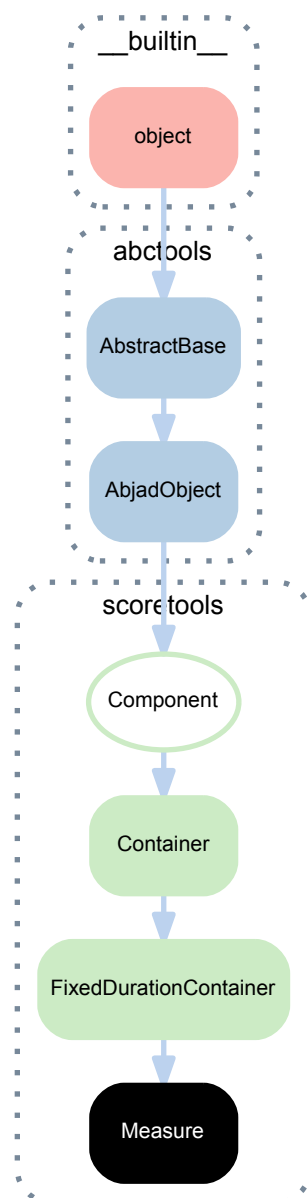 __builtin__
object
abctools
AbstractBase
AbjadObject
scoretools
Component
Container
FixedDurationContainer
Measure